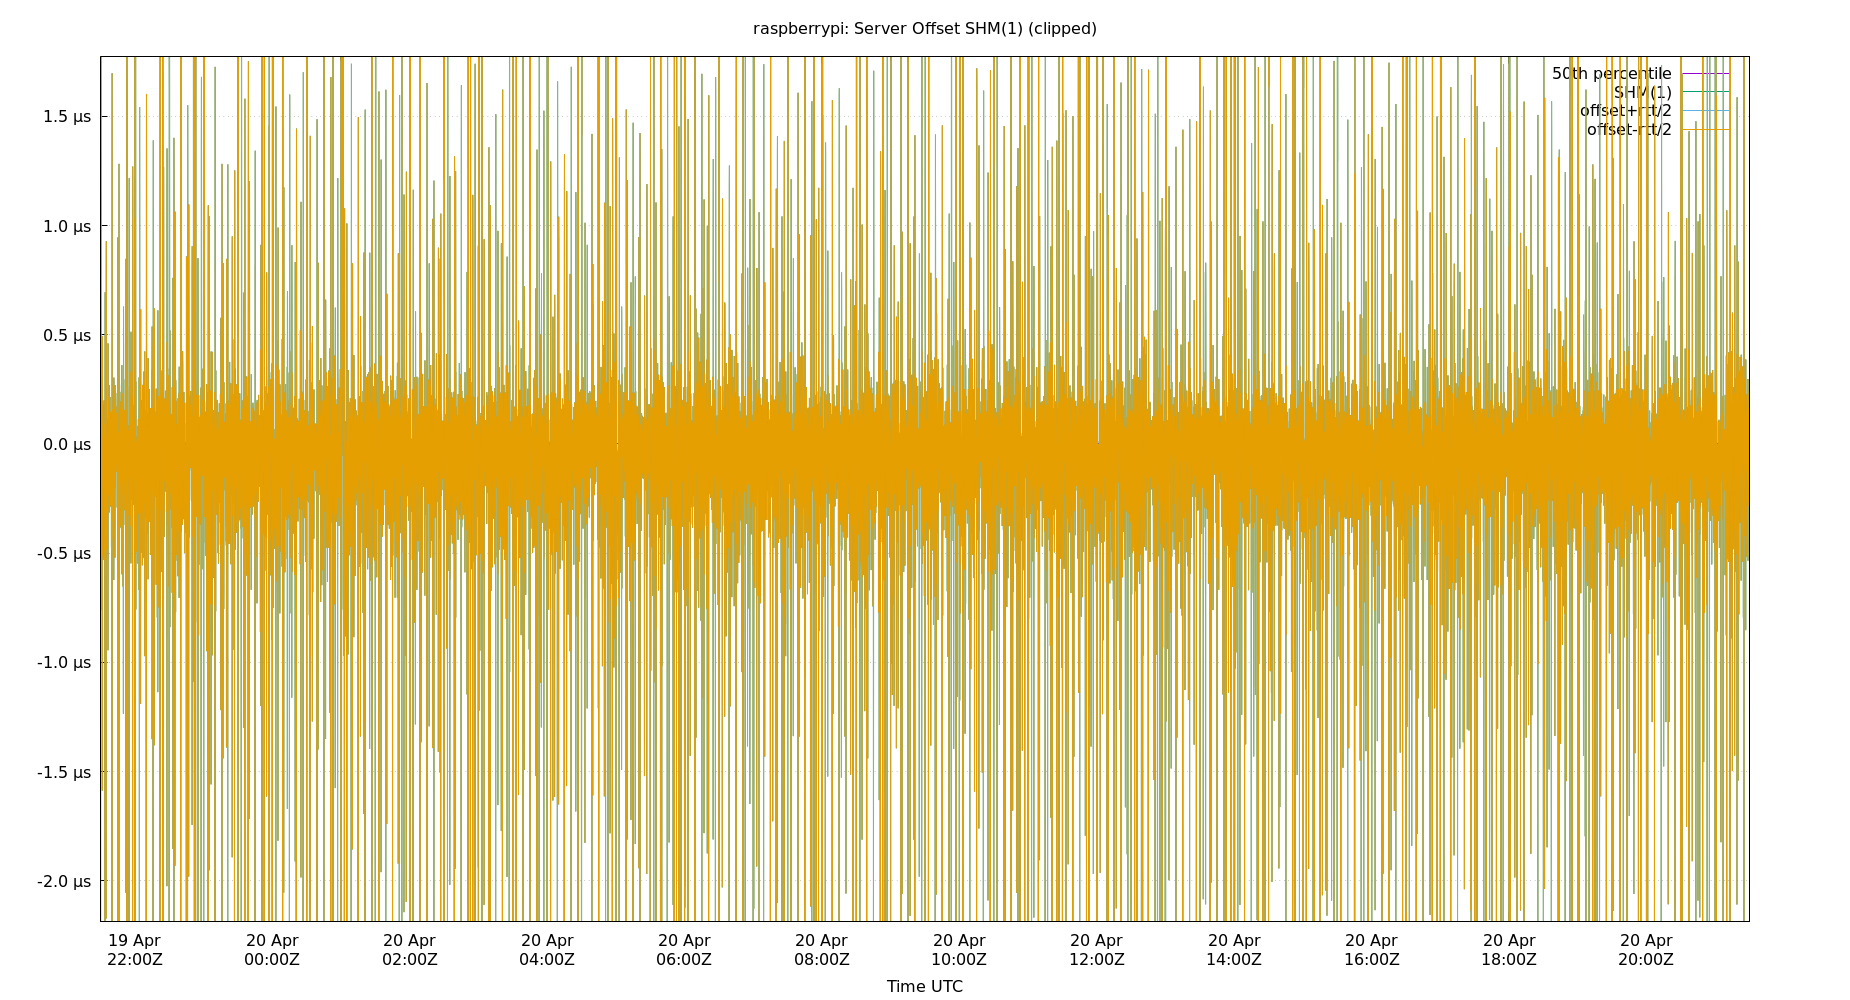 raspberrypi: Server Offset SHM(1) (clipped)
50th percentile
SHM(1)
offset+rtt/2
offset-rtt/2
1.5 µs
1.0 µs
0.5 µs
0.0 µs
-0.5 µs
-1.0 µs
-1.5 µs
-2.0 µs
19 Apr 20 Apr 20 Apr 20 Apr 20 Apr 20 Apr 20 Apr 20 Apr 20 Apr 20 Apr 20 Apr 20 Apr
22:00Z 00:00Z 02:00Z 04:00Z 06:00Z 08:00Z 10:00Z 12:00Z 14:00Z 16:00Z 18:00Z 20:00Z
Time UTC